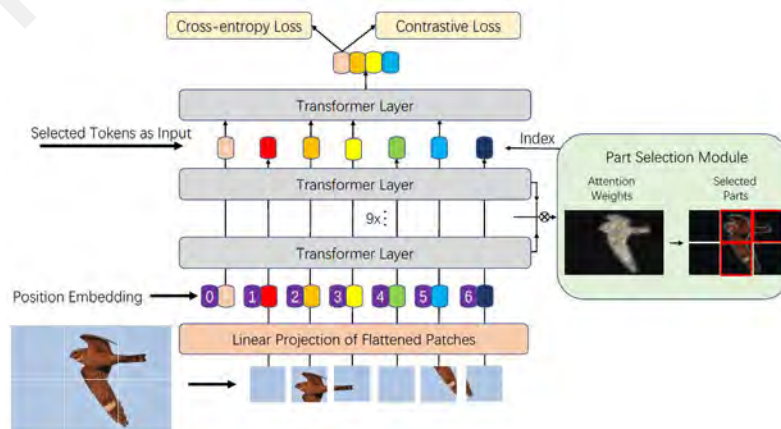 Cross-entropy Loss
Contrastive Loss
Transformer Layer
Selected Tokens as Input
Index
Part Selection Module
Transformer Layer
Attention Weights
Selected Parts
9x
Transformer Layer
Position Embedding
0 1 2 3 4 5 6
Linear Projection of Flattened Patches